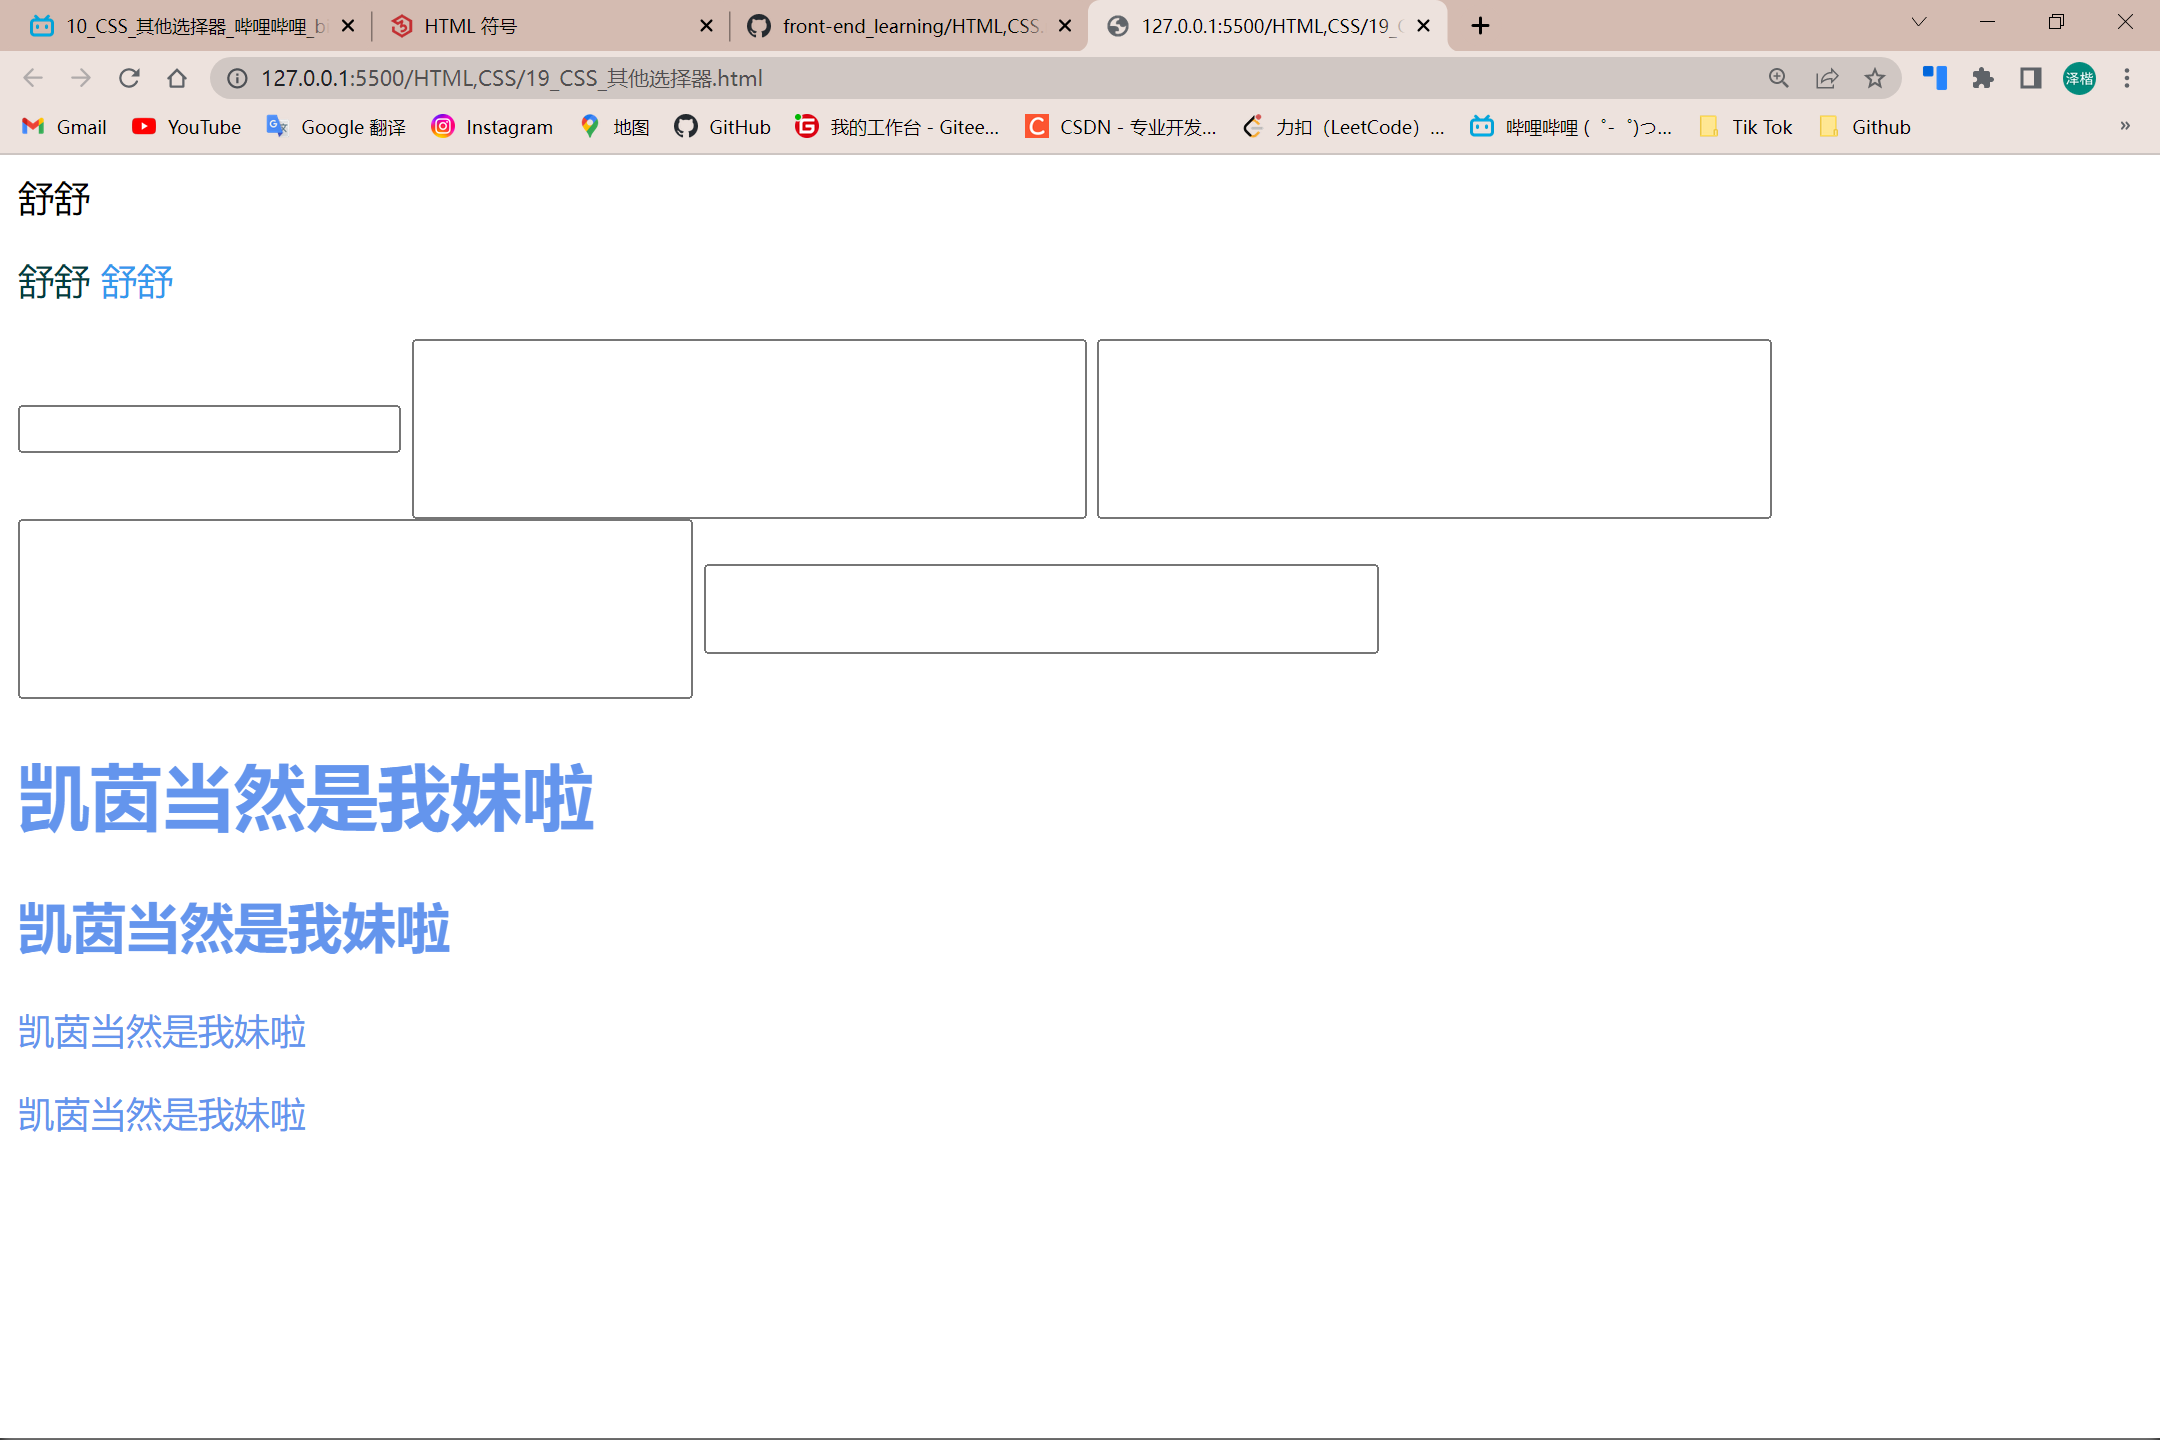 10_CSS_其他选择器_哔哩哔哩_bi
HTML 符号
front-end_learning/HTML,CSS.
127.0.0.1:5500/HTML,CSS/19_C
127.0.0.1:5500/HTML,CSS/19_CSS_其他选择器.html
泽楷
Gmail
YouTube
Google 翻译
Instagram
地图
GitHub
我的工作台 - Gitee...
CSDN - 专业开发...
力扣（LeetCode）...
哔哩哔哩 (゜-゜)つ...
Tik Tok
Github
»
舒舒
舒舒 舒舒
凯茵当然是我妹啦
凯茵当然是我妹啦
凯茵当然是我妹啦
凯茵当然是我妹啦